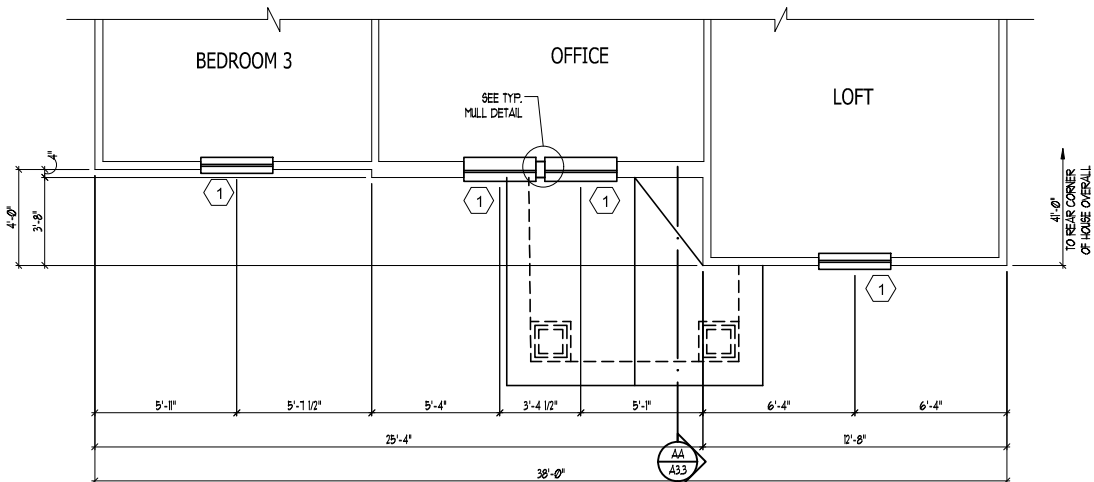 BEDROOM 3
OFFICE
LOFT
SEE TYP.
MULL DETAIL
4"
4'-0"
3'-8"
1
1
1
1
41'-0"
TO REAR CORNER
OF HOUSE OVERALL
5'-11"
5'-7 1/2"
5'-4"
3'-4 1/2"
5'-1"
6'-4"
6'-4"
25'-4"
12'-8"
AA
A3.3
38'-0"